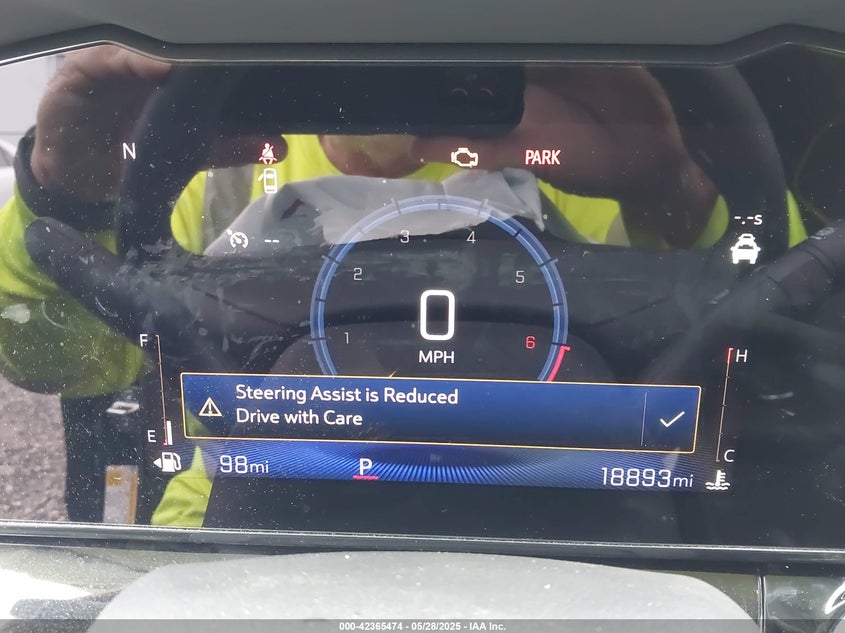 N
PARK
--
-.-s
3
4
2
5
0
1
6
MPH
F
H
Steering Assist is Reduced
Drive with Care
E
C
98mi
P
18893mi
000-42365474 - 05/28/2025 - IAA Inc.